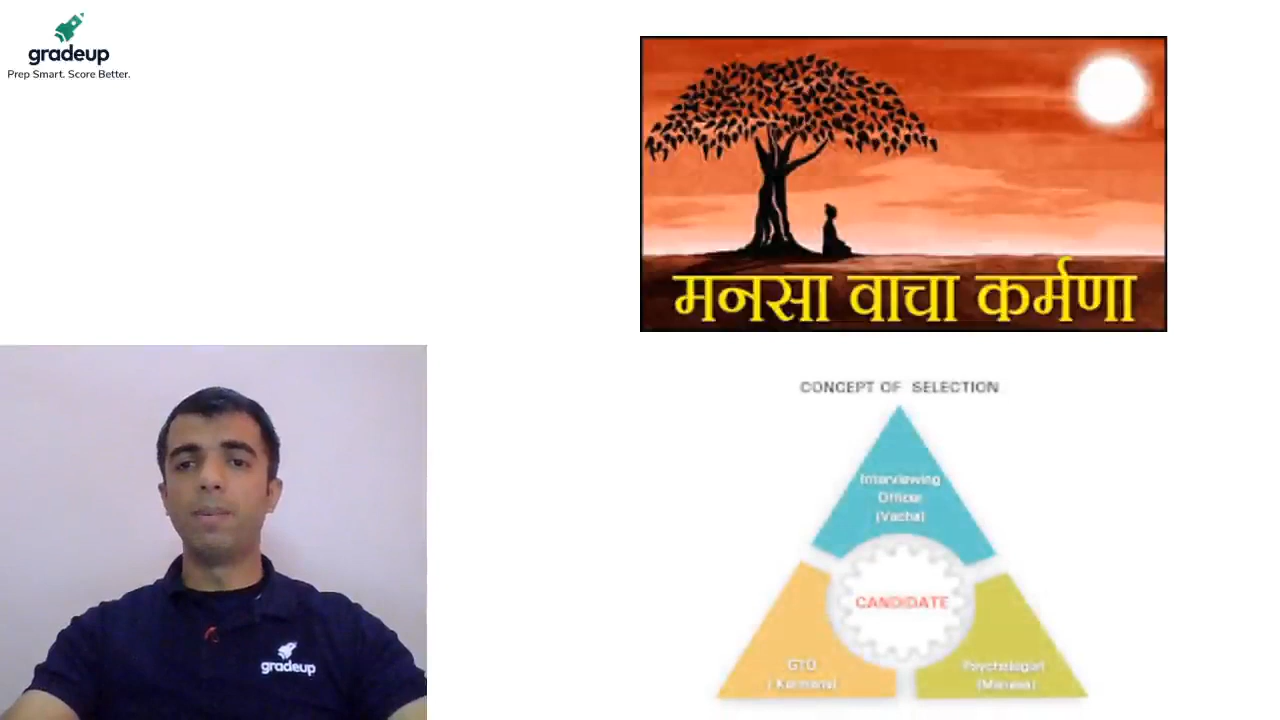 gradeup
Prep Smart. Score Better.
मनसा वाचा कर्मणा
CONCEPT OF SELECTION
Interviewing
Officer
(Vacha)
CANDIDATE
GTO
( Karmana)
Psychologist
(Mansa)
gradeup